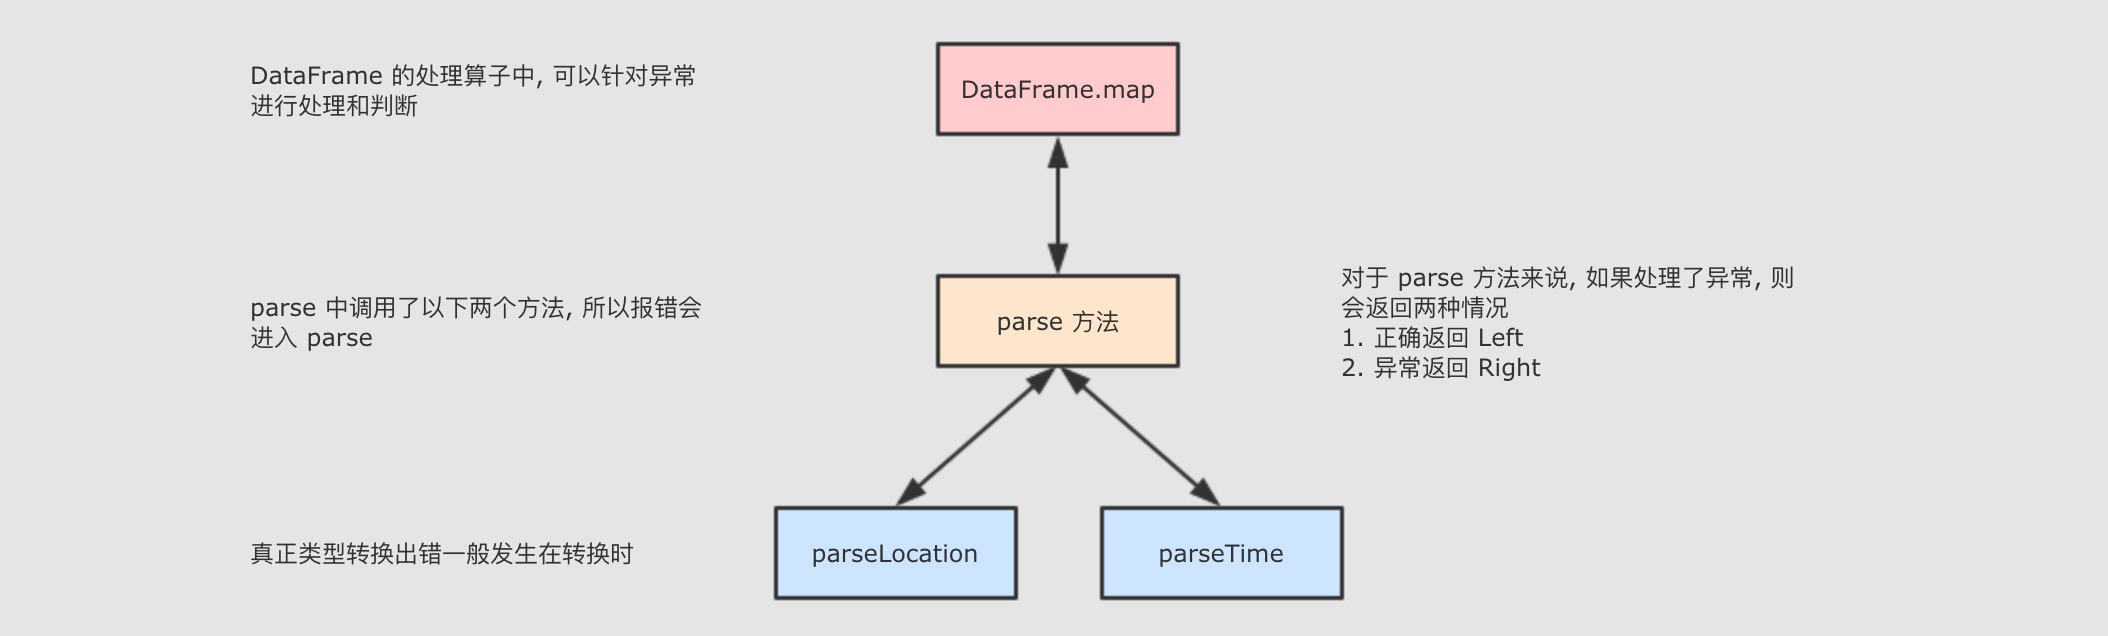 DataFrame 的处理算子中, 可以针对异常
进行处理和判断
DataFrame.map
parse 中调用了以下两个方法, 所以报错会
进入 parse
parse 方法
对于 parse 方法来说, 如果处理了异常, 则
会返回两种情况
1. 正确返回 Left
2. 异常返回 Right
真正类型转换出错一般发生在转换时
parseLocation
parseTime